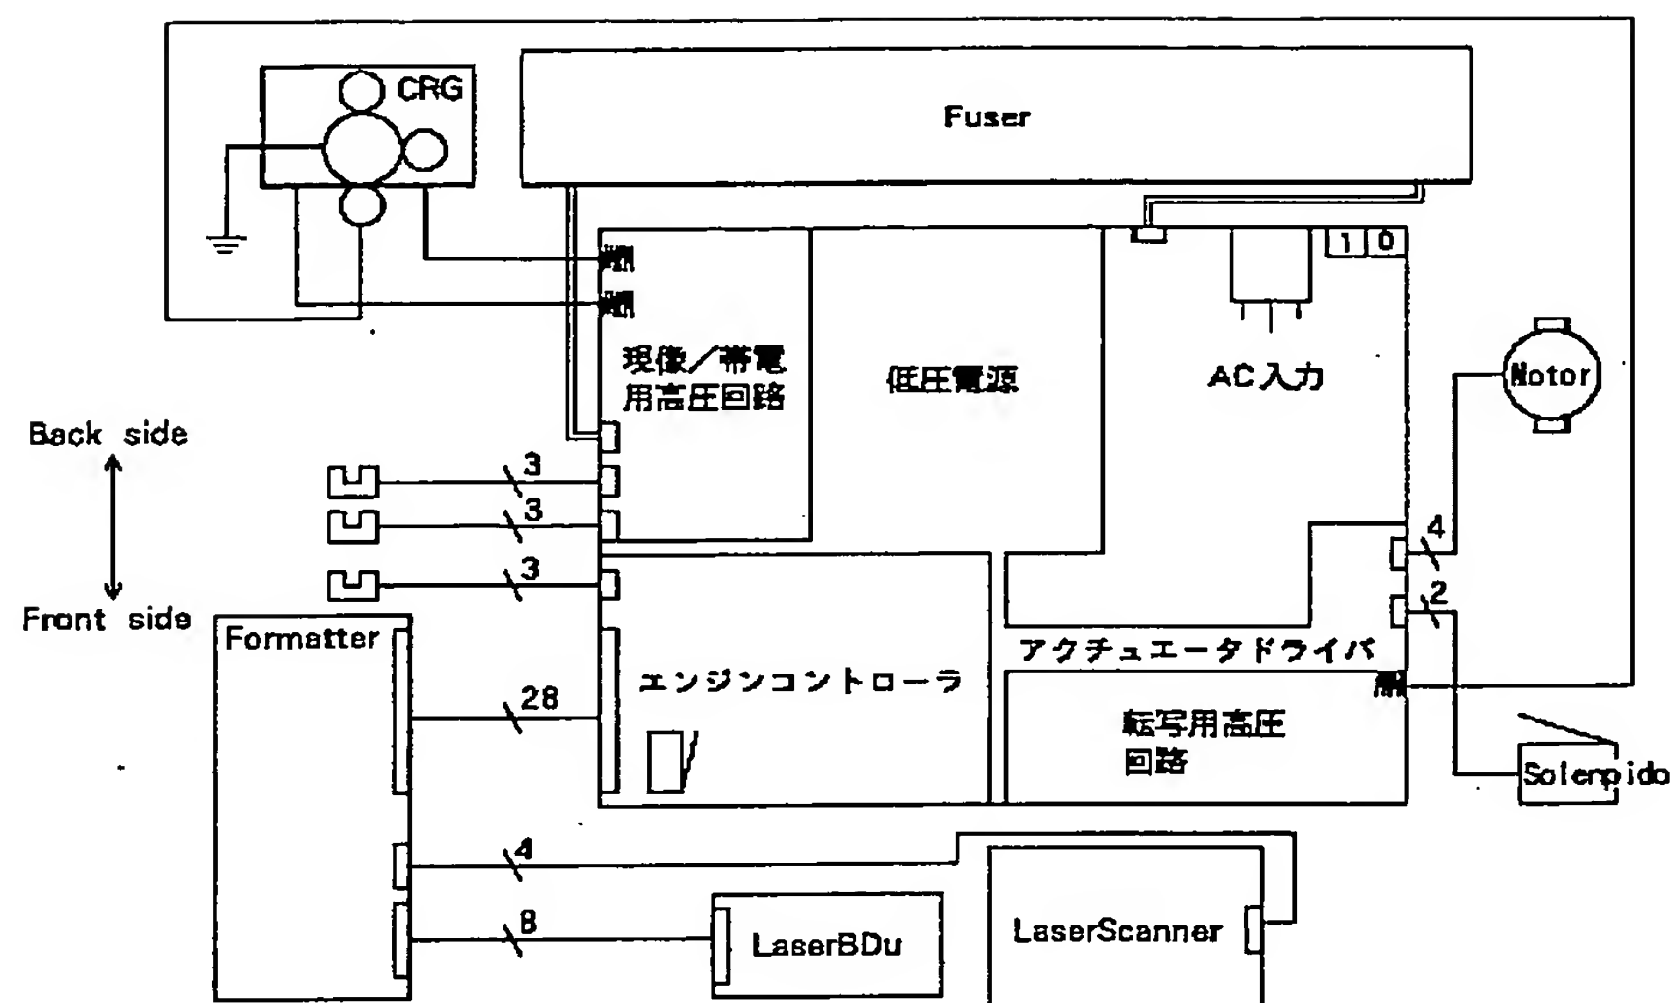 CRG
Fuser
1 0
現像／帯電
用高圧回路
低圧電源
AC入力
Motor
Back side
Front side
3
3
3
4
2
Formatter
28
エンジンコントローラ
アクチュエータドライバ
転写用高圧
回路
Solenoido
4
8
LaserBDu
LaserScanner